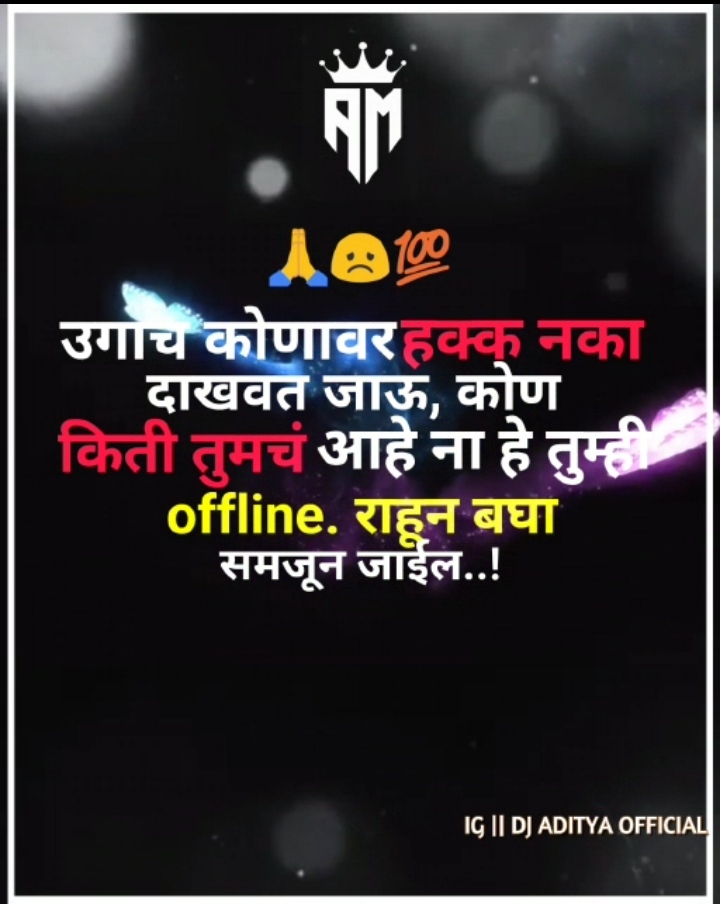 AM
🙏🙁💯
उगाच कोणावर हक्क नका
दाखवत जाऊ, कोण
किती तुमचं आहे ना हे तुम्ही
offline. राहून बघा
समजून जाईल..!
IG || DJ ADITYA OFFICIAL